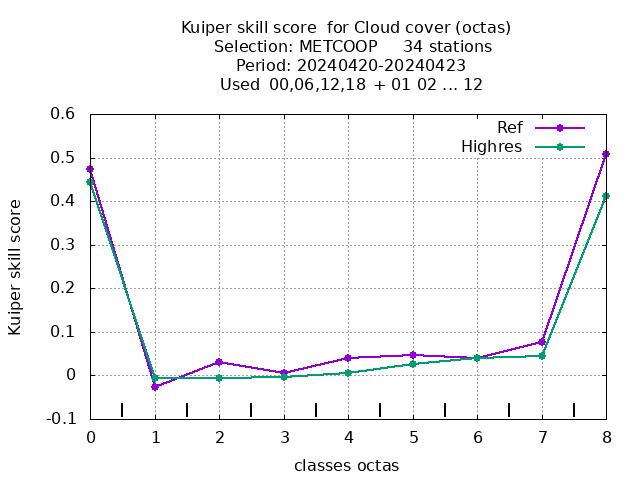 Kuiper skill score for Cloud cover (octas)
Selection: METCOOP 34 stations
Period: 20240420-20240423
Used 00,06,12,18 + 01 02 ... 12
Ref
Highres
0.6
0.5
0.4
0.3
0.2
0.1
0
-0.1
Kuiper skill score
0 1 2 3 4 5 6 7 8
classes octas